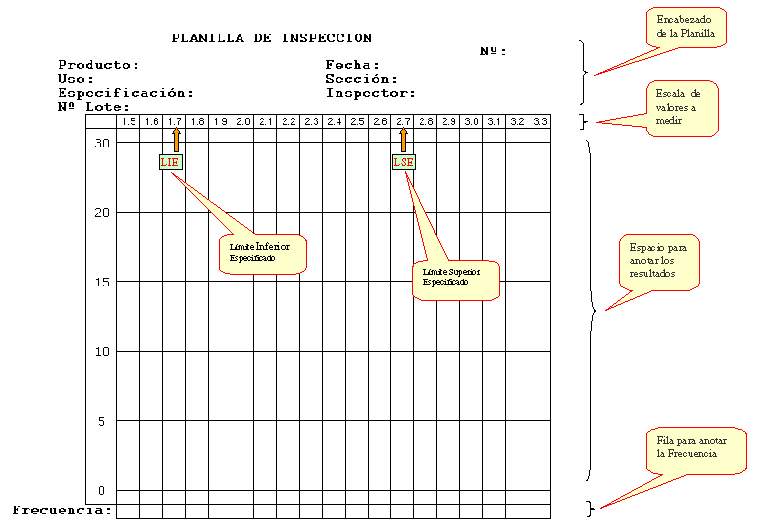 PLANILLA DE INSPECCION
Nº:
Producto: Fecha:
Uso: Sección:
Especificación: Inspector:
Nº Lote:
1.5 1.6 1.7 1.8 1.9 2.0 2.1 2.2 2.3 2.4 2.5 2.6 2.7 2.8 2.9 3.0 3.1 3.2 3.3
30
LIE LSE
20
15
10
5
0
Frecuencia:
Límite Inferior
Especificado
Límite Superior
Especificado
Encabezado
de la Planilla
Escala de
valores a
medir
Espacio para
anotar los
resultados
Fila para anotar
la Frecuencia